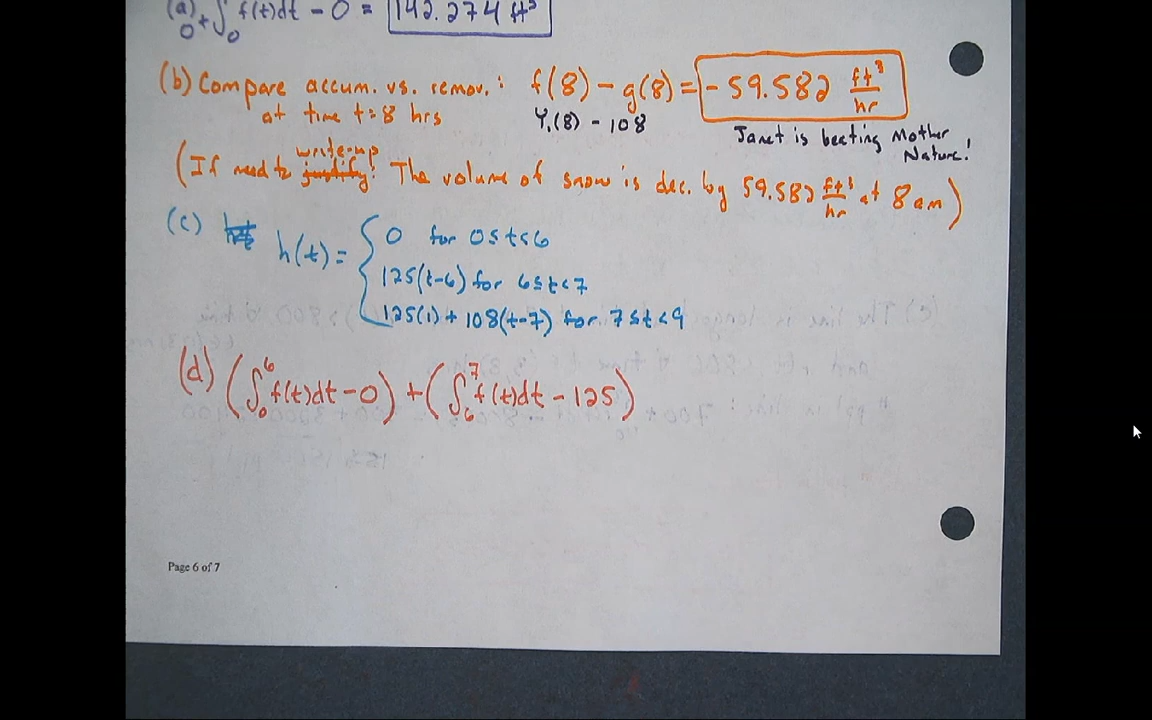 (a) 0 + ∫₀ f(t)dt - 0 = 142.274 ft³
(b) Compare accum. vs. remov.: f(8) - g(8) = -59.582 ft³/hr
at time t=8 hrs
Y₁(8) - 108
Janet is beating Mother Nature!
(If need to justify write-up: The volume of snow is dec. by 59.582 ft³/hr at 8am)
(c) h(t) = { 0 for 0≤t<6
125(t-6) for 6≤t<7
125(1) + 108(t-7) for 7≤t<9
(d) (∫₀⁶ f(t)dt - 0) + (∫₆⁷ f(t)dt - 125)
Page 6 of 7